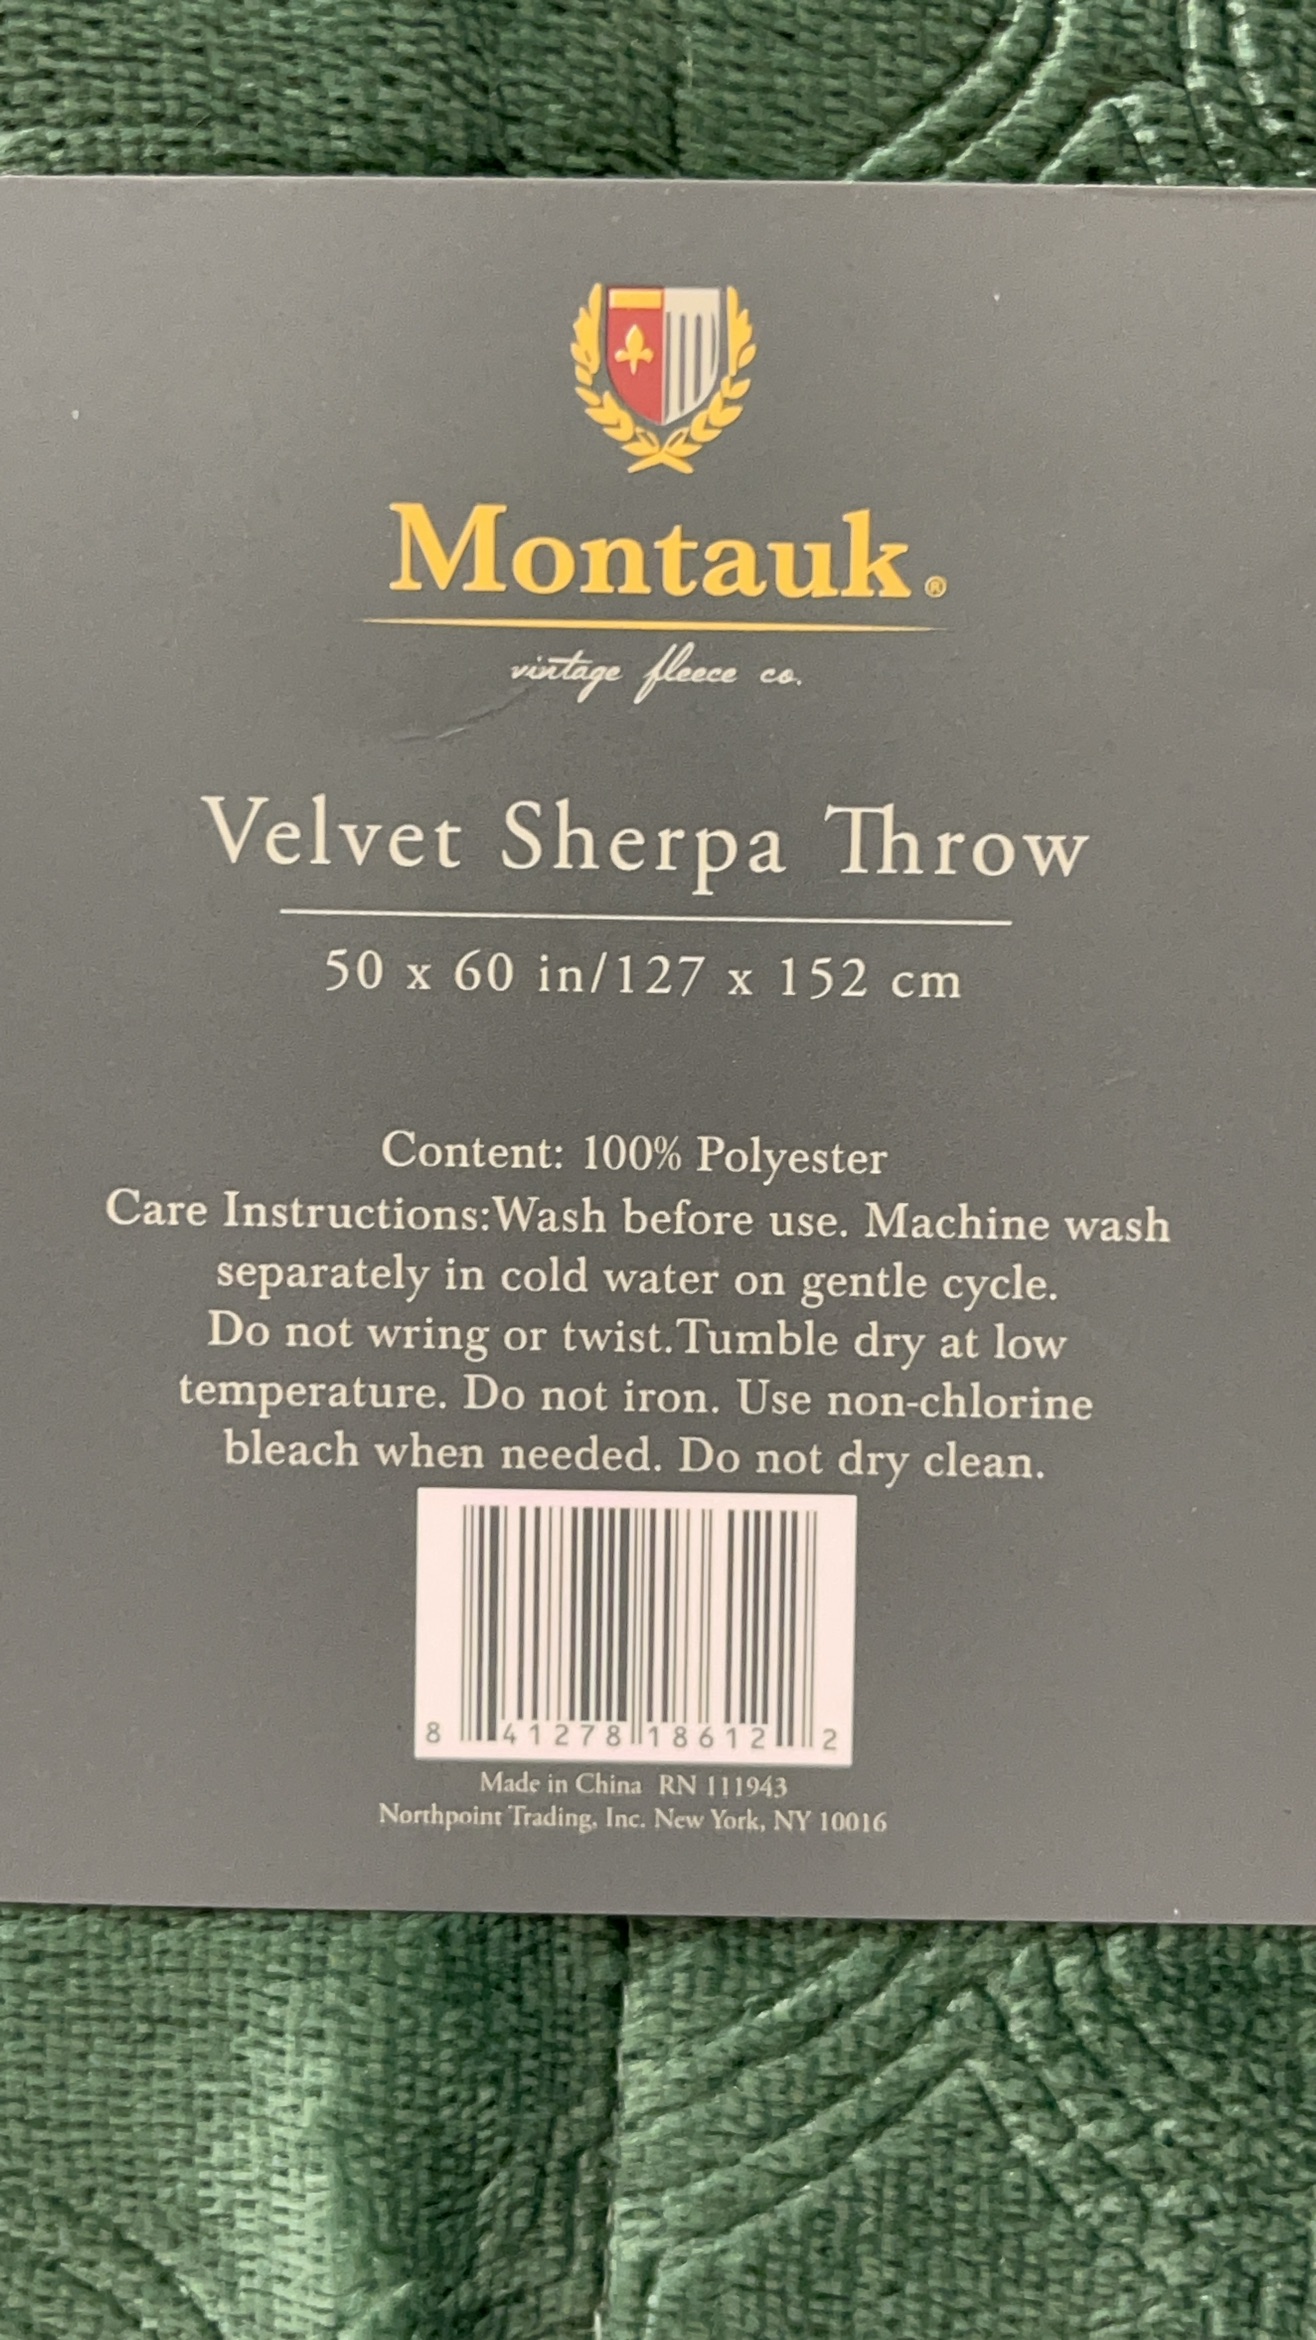 Montauk®
vintage fleece co.
Velvet Sherpa Throw
50 x 60 in/127 x 152 cm
Content: 100% Polyester
Care Instructions:Wash before use. Machine wash
separately in cold water on gentle cycle.
Do not wring or twist.Tumble dry at low
temperature. Do not iron. Use non-chlorine
bleach when needed. Do not dry clean.
8 41278 18612 2
Made in China RN 111943
Northpoint Trading, Inc. New York, NY 10016